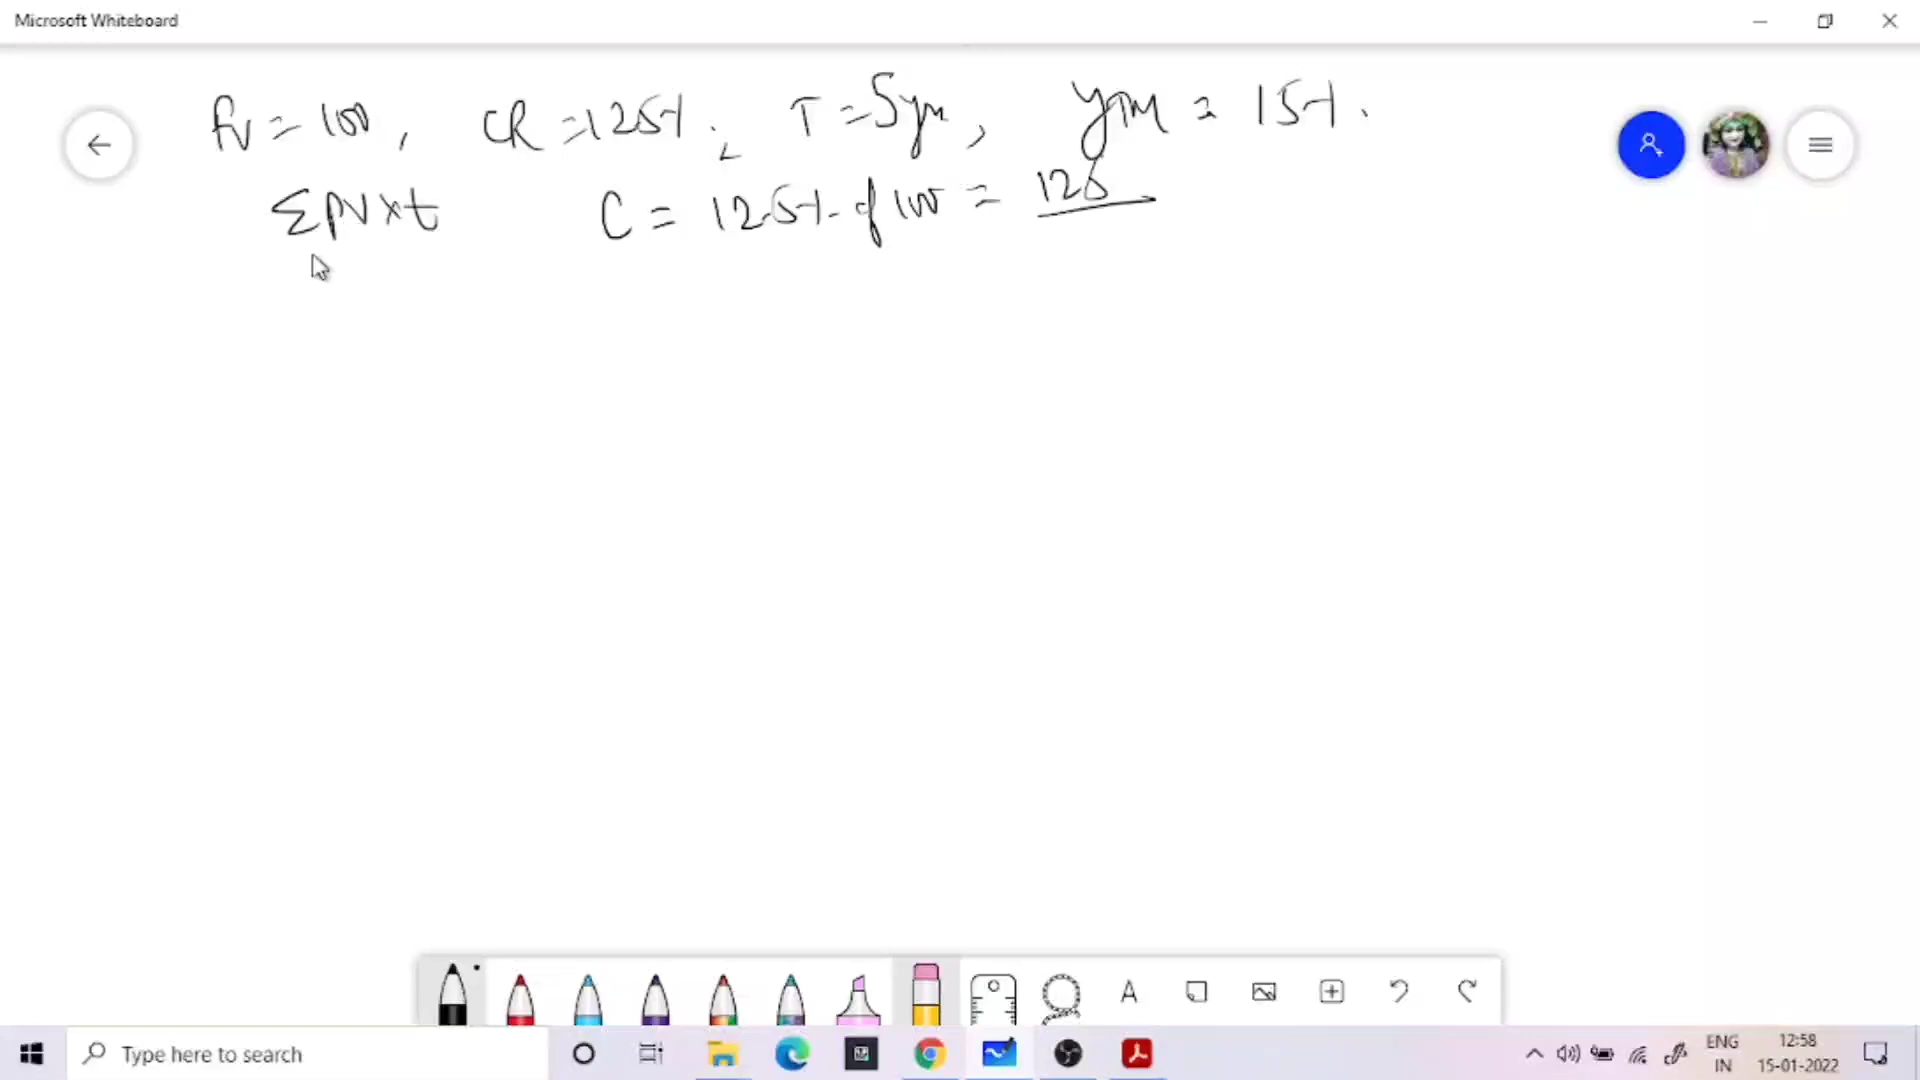 Microsoft Whiteboard
fv = 100, CR = 12.5%. T = 5yrs, YTM = 15%.
ΣPV×t C = 12.5% of 100 = 12.5
Type here to search
ENG
IN
12:58
15-01-2022